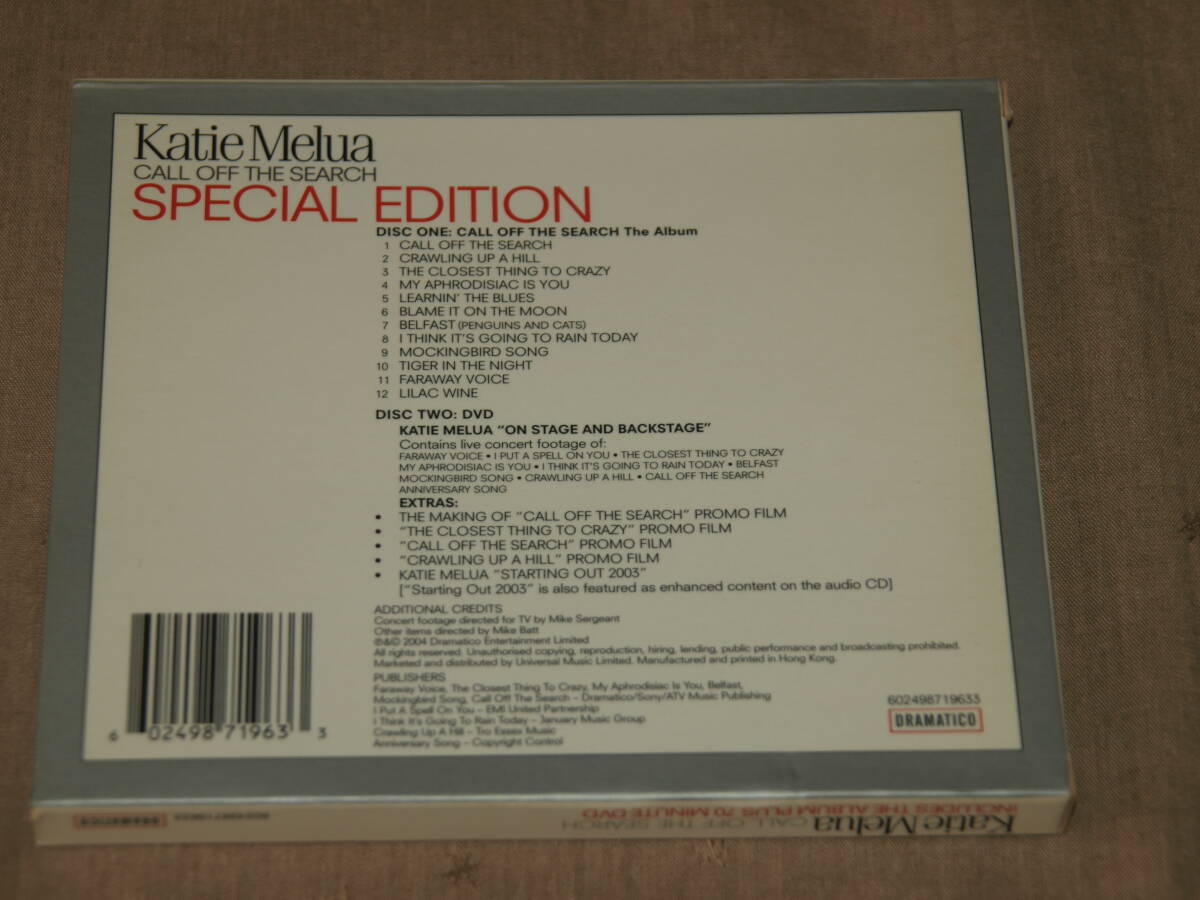 Katie Melua
CALL OFF THE SEARCH
SPECIAL EDITION
DISC ONE: CALL OFF THE SEARCH The Album
1 CALL OFF THE SEARCH
2 CRAWLING UP A HILL
3 THE CLOSEST THING TO CRAZY
4 MY APHRODISIAC IS YOU
5 LEARNIN' THE BLUES
6 BLAME IT ON THE MOON
7 BELFAST (PENGUINS AND CATS)
8 I THINK IT'S GOING TO RAIN TODAY
9 MOCKINGBIRD SONG
10 TIGER IN THE NIGHT
11 FARAWAY VOICE
12 LILAC WINE
DISC TWO: DVD
KATIE MELUA "ON STAGE AND BACKSTAGE"
Contains live concert footage of:
FARAWAY VOICE • I PUT A SPELL ON YOU • THE CLOSEST THING TO CRAZY
MY APHRODISIAC IS YOU • I THINK IT'S GOING TO RAIN TODAY • BELFAST
MOCKINGBIRD SONG • CRAWLING UP A HILL • CALL OFF THE SEARCH
ANNIVERSARY SONG
EXTRAS:
• THE MAKING OF "CALL OFF THE SEARCH" PROMO FILM
• "THE CLOSEST THING TO CRAZY" PROMO FILM
• "CALL OFF THE SEARCH" PROMO FILM
• "CRAWLING UP A HILL" PROMO FILM
• KATIE MELUA "STARTING OUT 2003"
["Starting Out 2003" is also featured as enhanced content on the audio CD]
ADDITIONAL CREDITS
Concert footage directed for TV by Mike Sergeant
Other items directed by Mike Batt
℗&© 2004 Dramatico Entertainment Limited
All rights reserved. Unauthorised copying, reproduction, hiring, lending, public performance and broadcasting prohibited.
Marketed and distributed by Universal Music Limited. Manufactured and printed in Hong Kong.
PUBLISHERS
Faraway Voice, The Closest Thing To Crazy, My Aphrodisiac Is You, Belfast,
Mockingbird Song, Call Off The Search – Dramatico/Sony/ATV Music Publishing
I Put A Spell On You – EMI United Partnership
I Think It's Going To Rain Today – January Music Group
Crawling Up A Hill – Tro Essex Music
Anniversary Song – Copyright Control
6 02498 71963 3
602498719633
DRAMATICO
Katie Melua CALL OFF THE SEARCH
INCLUDES THE ALBUM PLUS 70 MINUTE DVD
602498719633
DRAMATICO